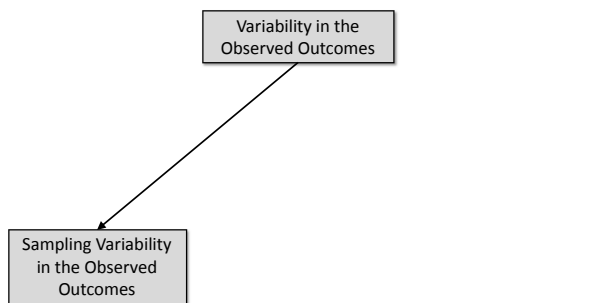 Variability in the
Observed Outcomes
Sampling Variability
in the Observed
Outcomes